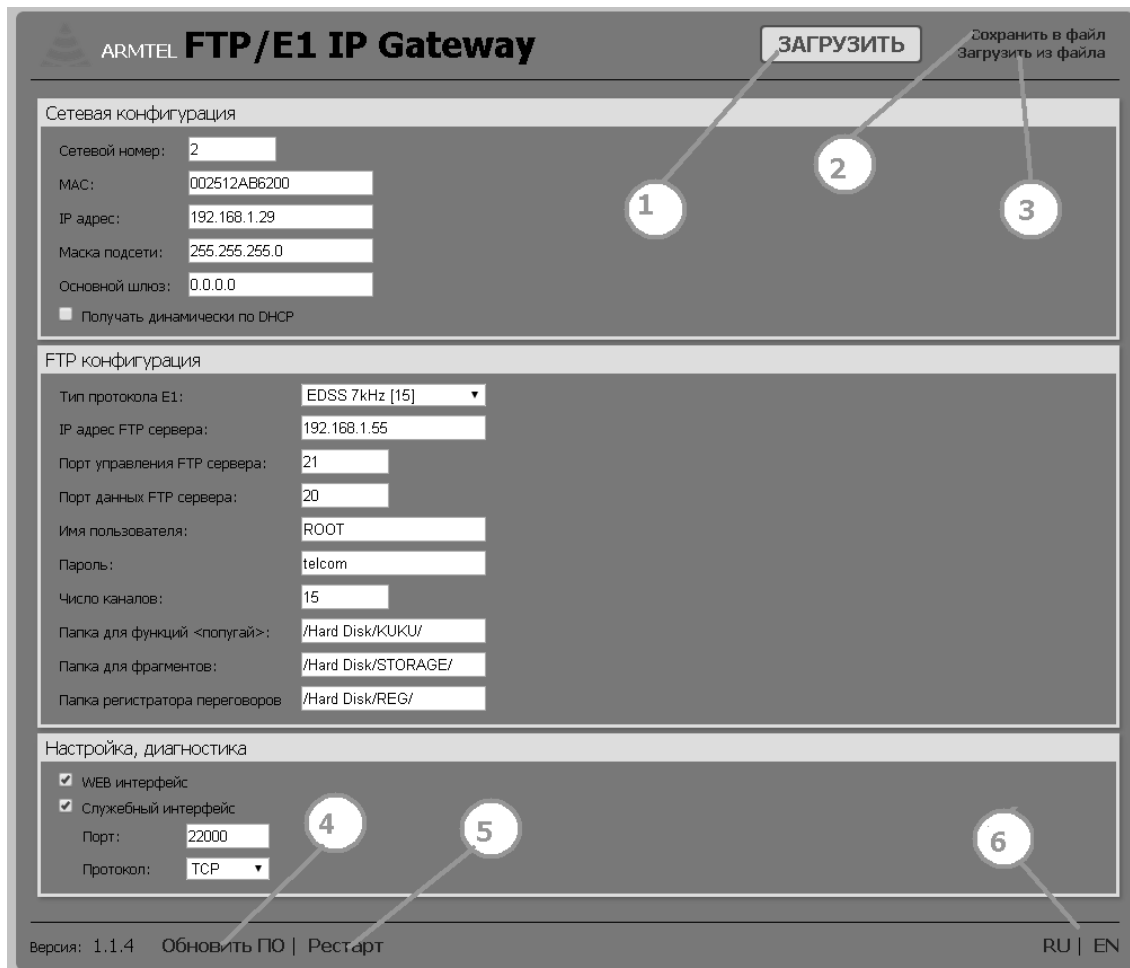 ARMTEL FTP/E1 IP Gateway
ЗАГРУЗИТЬ
Сохранить в файл
Загрузить из файла
Сетевая конфигурация
Сетевой номер: 2
MAC: 002512AB6200
IP адрес: 192.168.1.29
Маска подсети: 255.255.255.0
Основной шлюз: 0.0.0.0
Получать динамически по DHCP
1
2
3
FTP конфигурация
Тип протокола E1: EDSS 7kHz [15]
IP адрес FTP сервера: 192.168.1.55
Порт управления FTP сервера: 21
Порт данных FTP сервера: 20
Имя пользователя: ROOT
Пароль: telcom
Число каналов: 15
Папка для функций <попугай>: /Hard Disk/KUKU/
Папка для фрагментов: /Hard Disk/STORAGE/
Папка регистратора переговоров /Hard Disk/REG/
Настройка, диагностика
WEB интерфейс
Служебный интерфейс
Порт: 22000
Протокол: TCP
4
5
6
Версия: 1.1.4 Обновить ПО | Рестарт
RU | EN